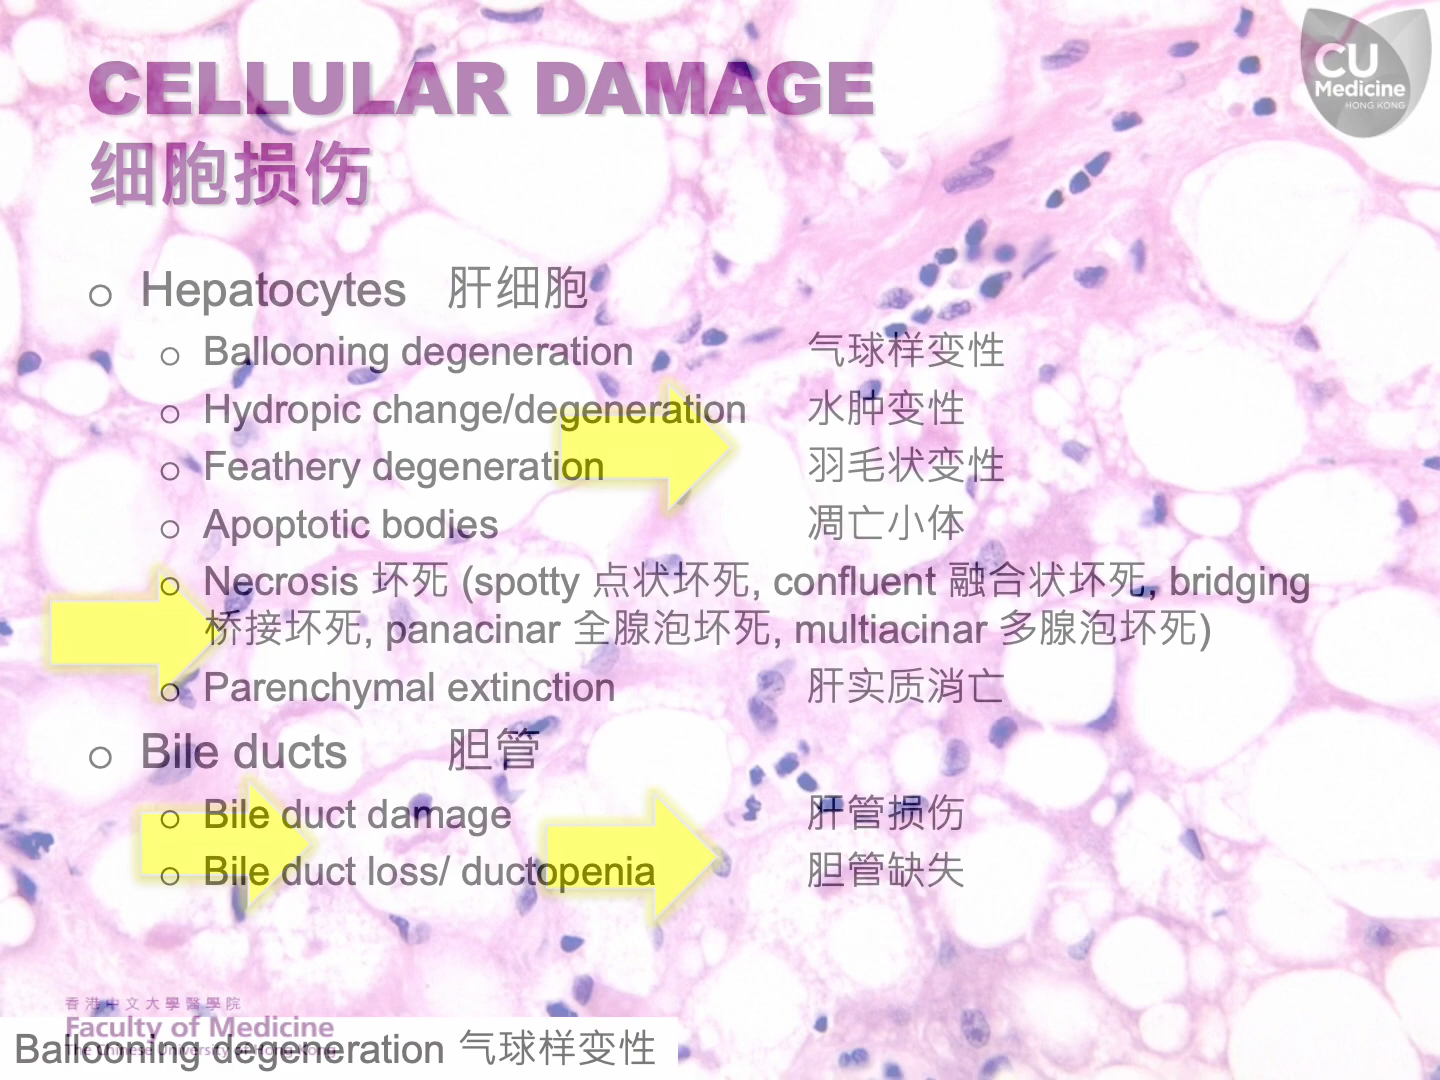 CU
Medicine
HONG KONG
CELLULAR DAMAGE
细胞损伤
Hepatocytes 肝细胞
Ballooning degeneration 气球样变性
Hydropic change/degeneration 水肿变性
Feathery degeneration 羽毛状变性
Apoptotic bodies 凋亡小体
Necrosis 坏死 (spotty 点状坏死, confluent 融合状坏死, bridging
桥接坏死, panacinar 全腺泡坏死, multiacinar 多腺泡坏死)
Parenchymal extinction 肝实质消亡
Bile ducts 胆管
Bile duct damage 肝管损伤
Bile duct loss/ ductopenia 胆管缺失
香港中文大學醫學院
Faculty of Medicine
The Chinese University of Hong Kong
Ballooning degeneration 气球样变性